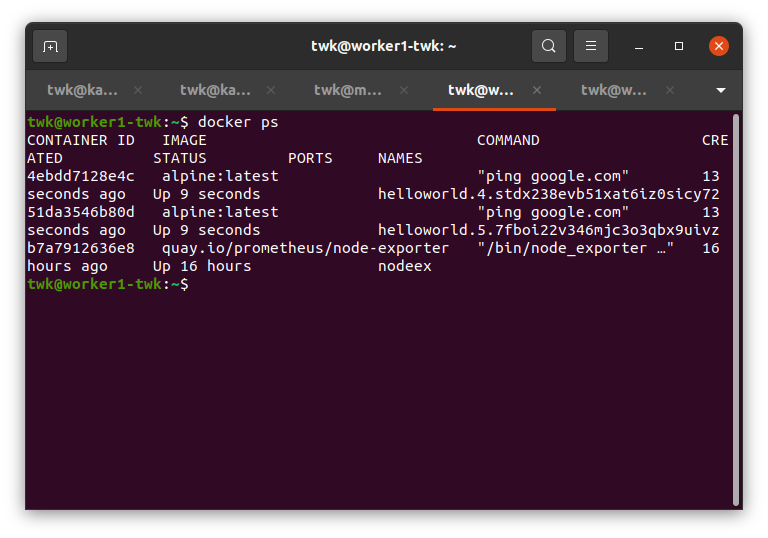 twk@worker1-twk: ~
twk@ka... twk@ka... twk@m... twk@w... twk@w...
twk@worker1-twk:~$ docker ps
CONTAINER ID   IMAGE                              COMMAND                  CRE
ATED          STATUS         PORTS     NAMES
4ebdd7128e4c   alpine:latest                      "ping google.com"        13 
seconds ago   Up 9 seconds             helloworld.4.stdx238evb51xat6iz0sicy72
51da3546b80d   alpine:latest                      "ping google.com"        13 
seconds ago   Up 9 seconds             helloworld.5.7fboi22v346mjc3o3qbx9uivz
b7a7912636e8   quay.io/prometheus/node-exporter   "/bin/node_exporter …"   16 
hours ago     Up 16 hours              nodeex
twk@worker1-twk:~$